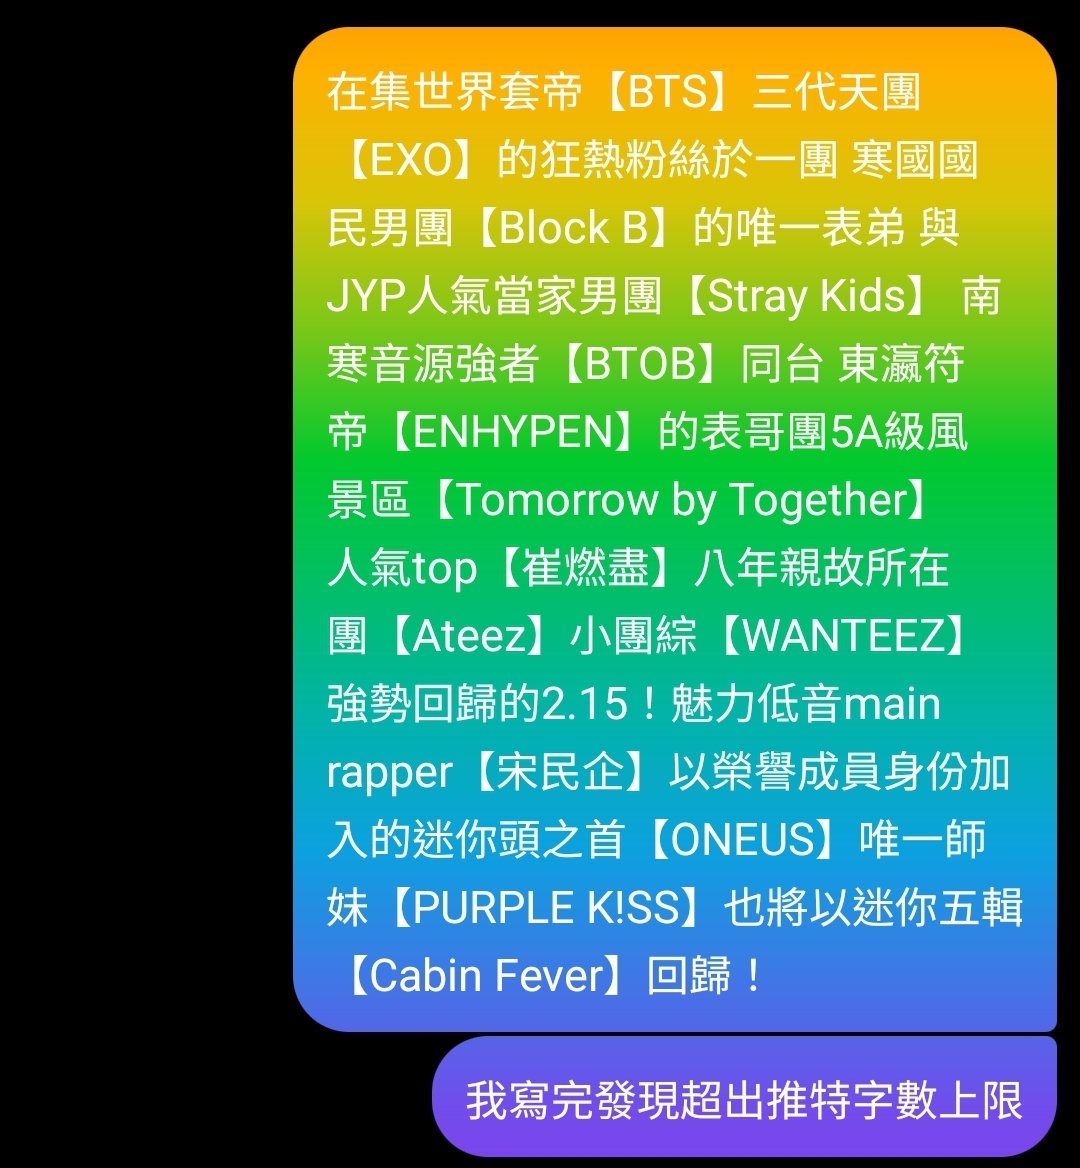 在集世界套帝【BTS】三代天團
【EXO】的狂熱粉絲於一團 寒國國
民男團【Block B】的唯一表弟 與
JYP人氣當家男團【Stray Kids】 南
寒音源強者【BTOB】同台 東瀛符
帝【ENHYPEN】的表哥團5A級風
景區【Tomorrow by Together】
人氣top【崔燃盡】八年親故所在
團【Ateez】小團綜【WANTEEZ】
強勢回歸的2.15！魅力低音main
rapper【宋民企】以榮譽成員身份加
入的迷你頭之首【ONEUS】唯一師
妹【PURPLE K!SS】也將以迷你五輯
【Cabin Fever】回歸！
我寫完發現超出推特字數上限